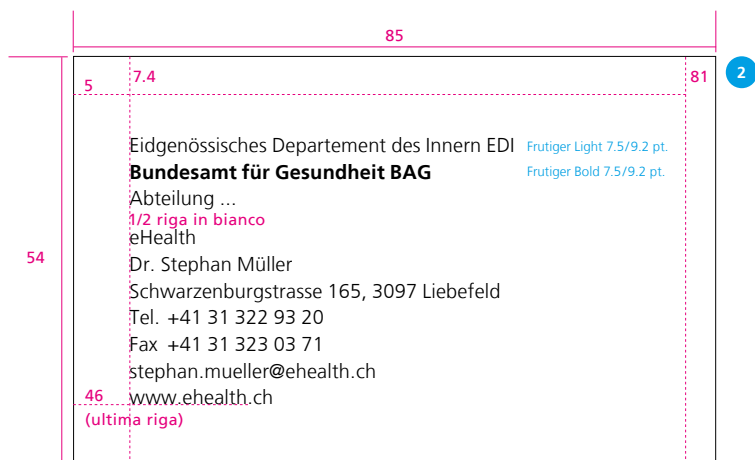 85
5 7.4 81 2
Eidgenössisches Departement des Innern EDI Frutiger Light 7.5/9.2 pt.
Bundesamt für Gesundheit BAG Frutiger Bold 7.5/9.2 pt.
Abteilung ...
1/2 riga in bianco
eHealth
54
Dr. Stephan Müller
Schwarzenburgstrasse 165, 3097 Liebefeld
Tel. +41 31 322 93 20
Fax +41 31 323 03 71
stephan.mueller@ehealth.ch
46 www.ehealth.ch
(ultima riga)